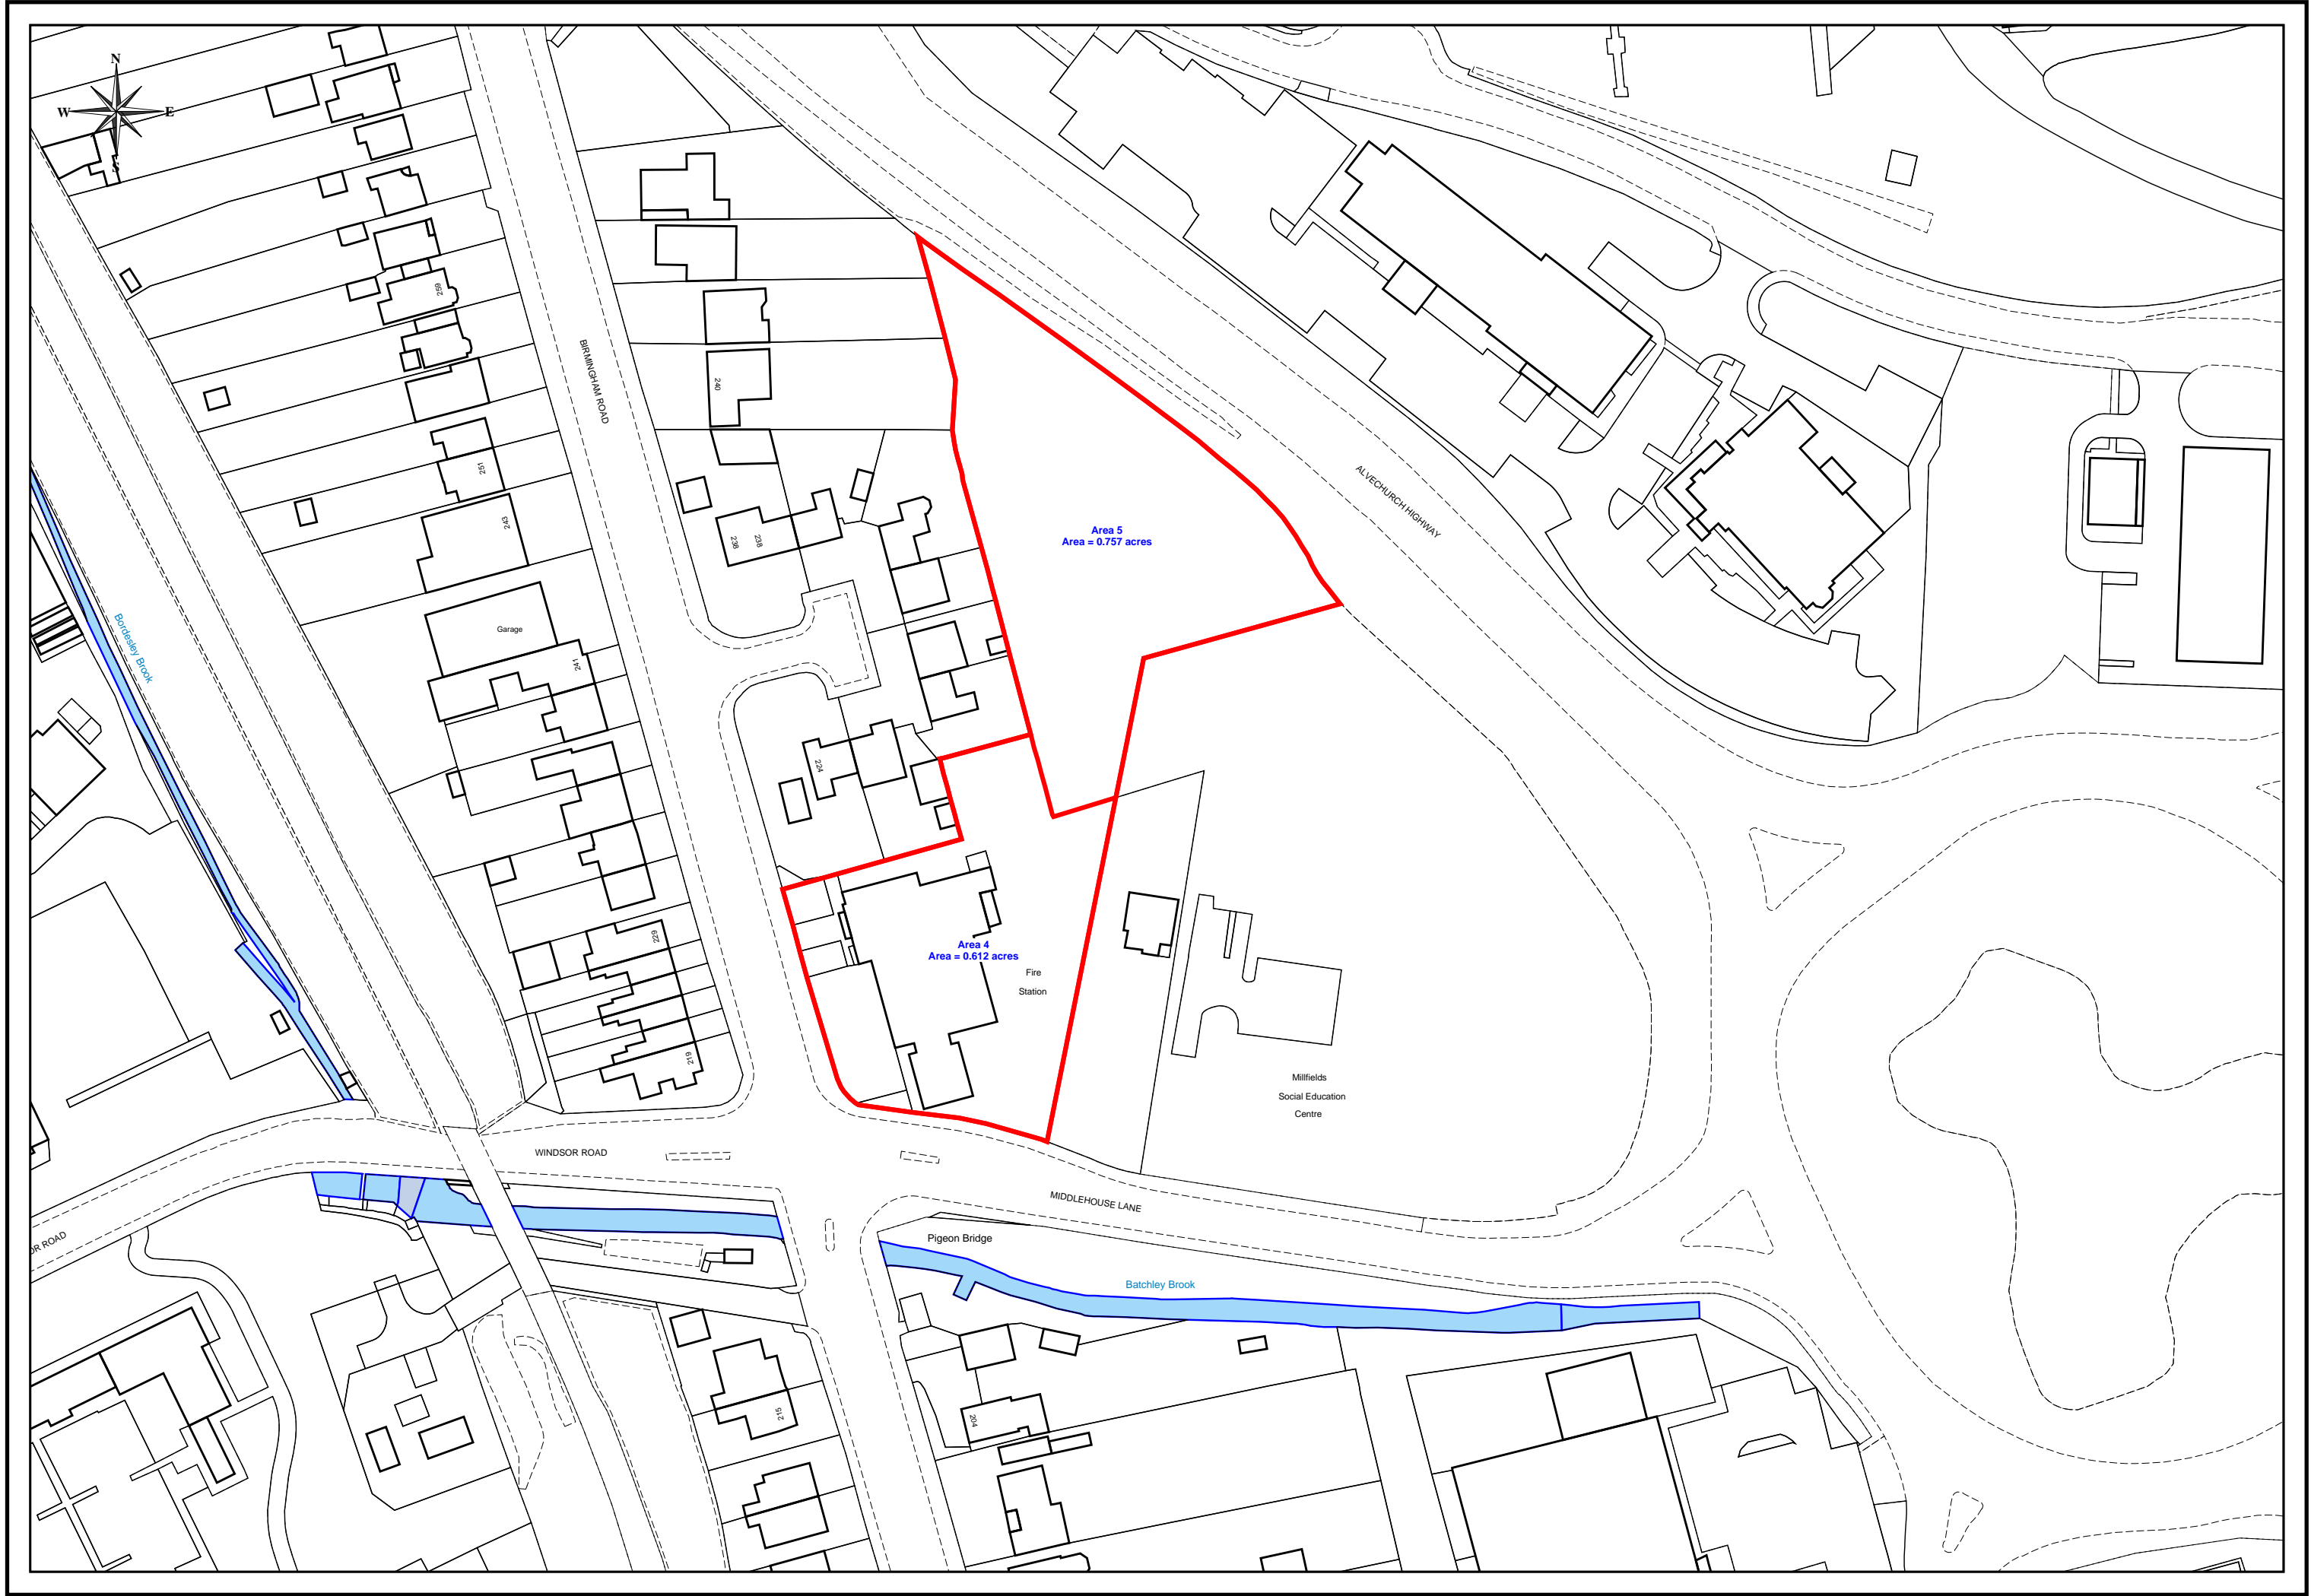 N
W
E
S
259
BIRMINGHAM ROAD
240
251
243
238
236
ALVECHURCH HIGHWAY
Area 5
Area = 0.757 acres
Bordesley Brook
Garage
241
224
229
Area 4
Area = 0.612 acres
Fire
Station
219
Millfields
Social Education
Centre
WINDSOR ROAD
MIDDLEHOUSE LANE
OR ROAD
Pigeon Bridge
Batchley Brook
215
204